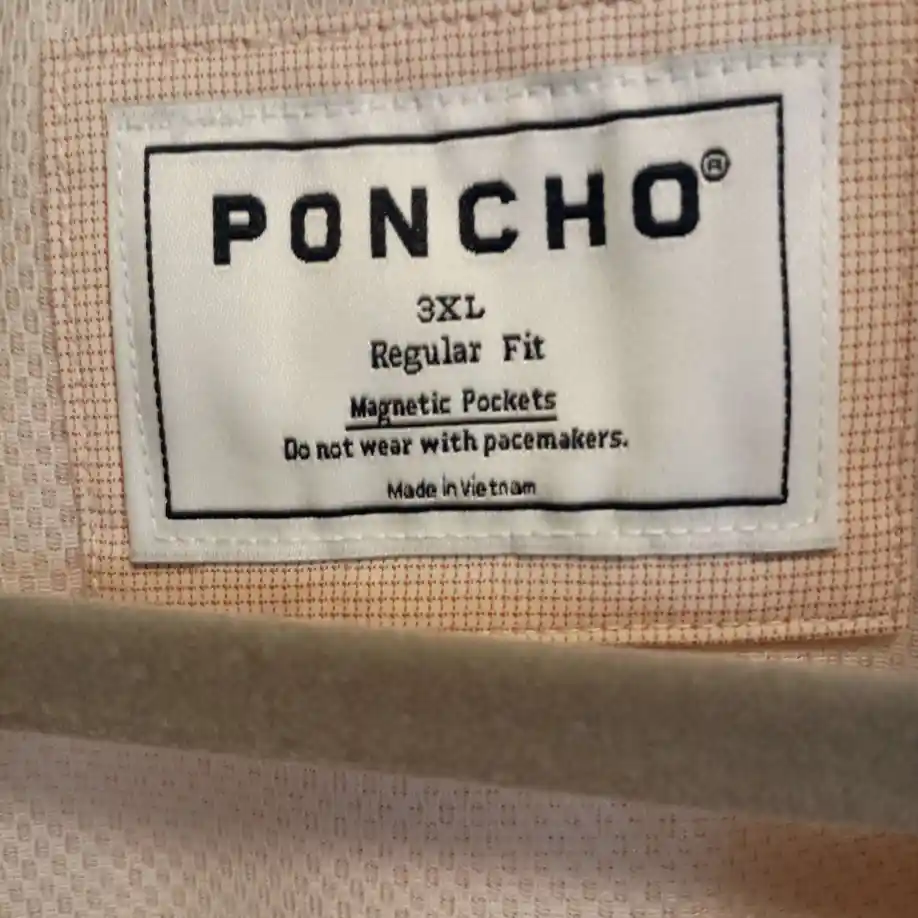 PONCHO®
3XL
Regular Fit
Magnetic Pockets
Do not wear with pacemakers.
Made in Vietnam